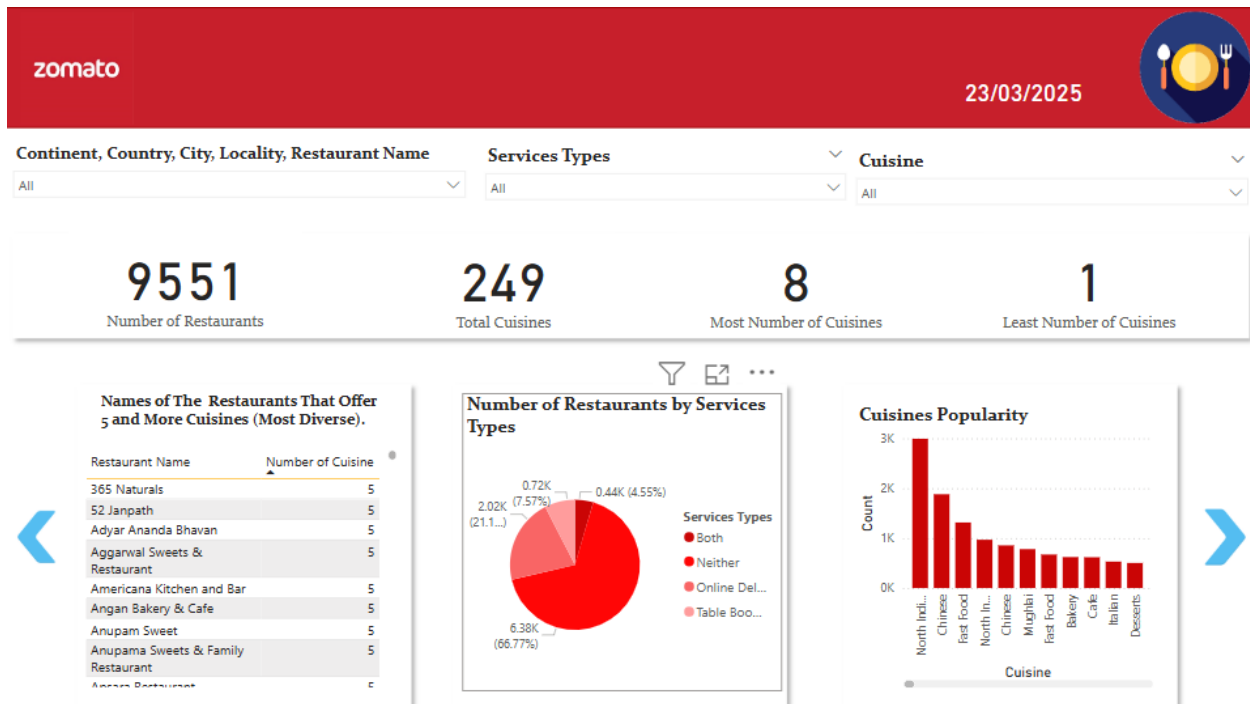 zomato
23/03/2025
Continent, Country, City, Locality, Restaurant Name
All
Services Types
All
Cuisine
All
9551
Number of Restaurants
249
Total Cuisines
8
Most Number of Cuisines
1
Least Number of Cuisines
Names of The Restaurants That Offer
5 and More Cuisines (Most Diverse).
Restaurant Name Number of Cuisine
365 Naturals 5
52 Janpath 5
Adyar Ananda Bhavan 5
Aggarwal Sweets & 5
Restaurant
Americana Kitchen and Bar 5
Angan Bakery & Cafe 5
Anupam Sweet 5
Anupama Sweets & Family 5
Restaurant
Ansara Restaurant 5
Number of Restaurants by Services
Types
0.72K
(7.57%)
0.44K (4.55%)
2.02K
(21.1...)
6.38K
(66.77%)
Services Types
Both
Neither
Online Del...
Table Boo...
Cuisines Popularity
3K
2K
1K
0K
Count
North Indi...
Chinese
Fast Food
North In...
Chinese
Mughlai
Fast Food
Bakery
Cafe
Italian
Desserts
Cuisine